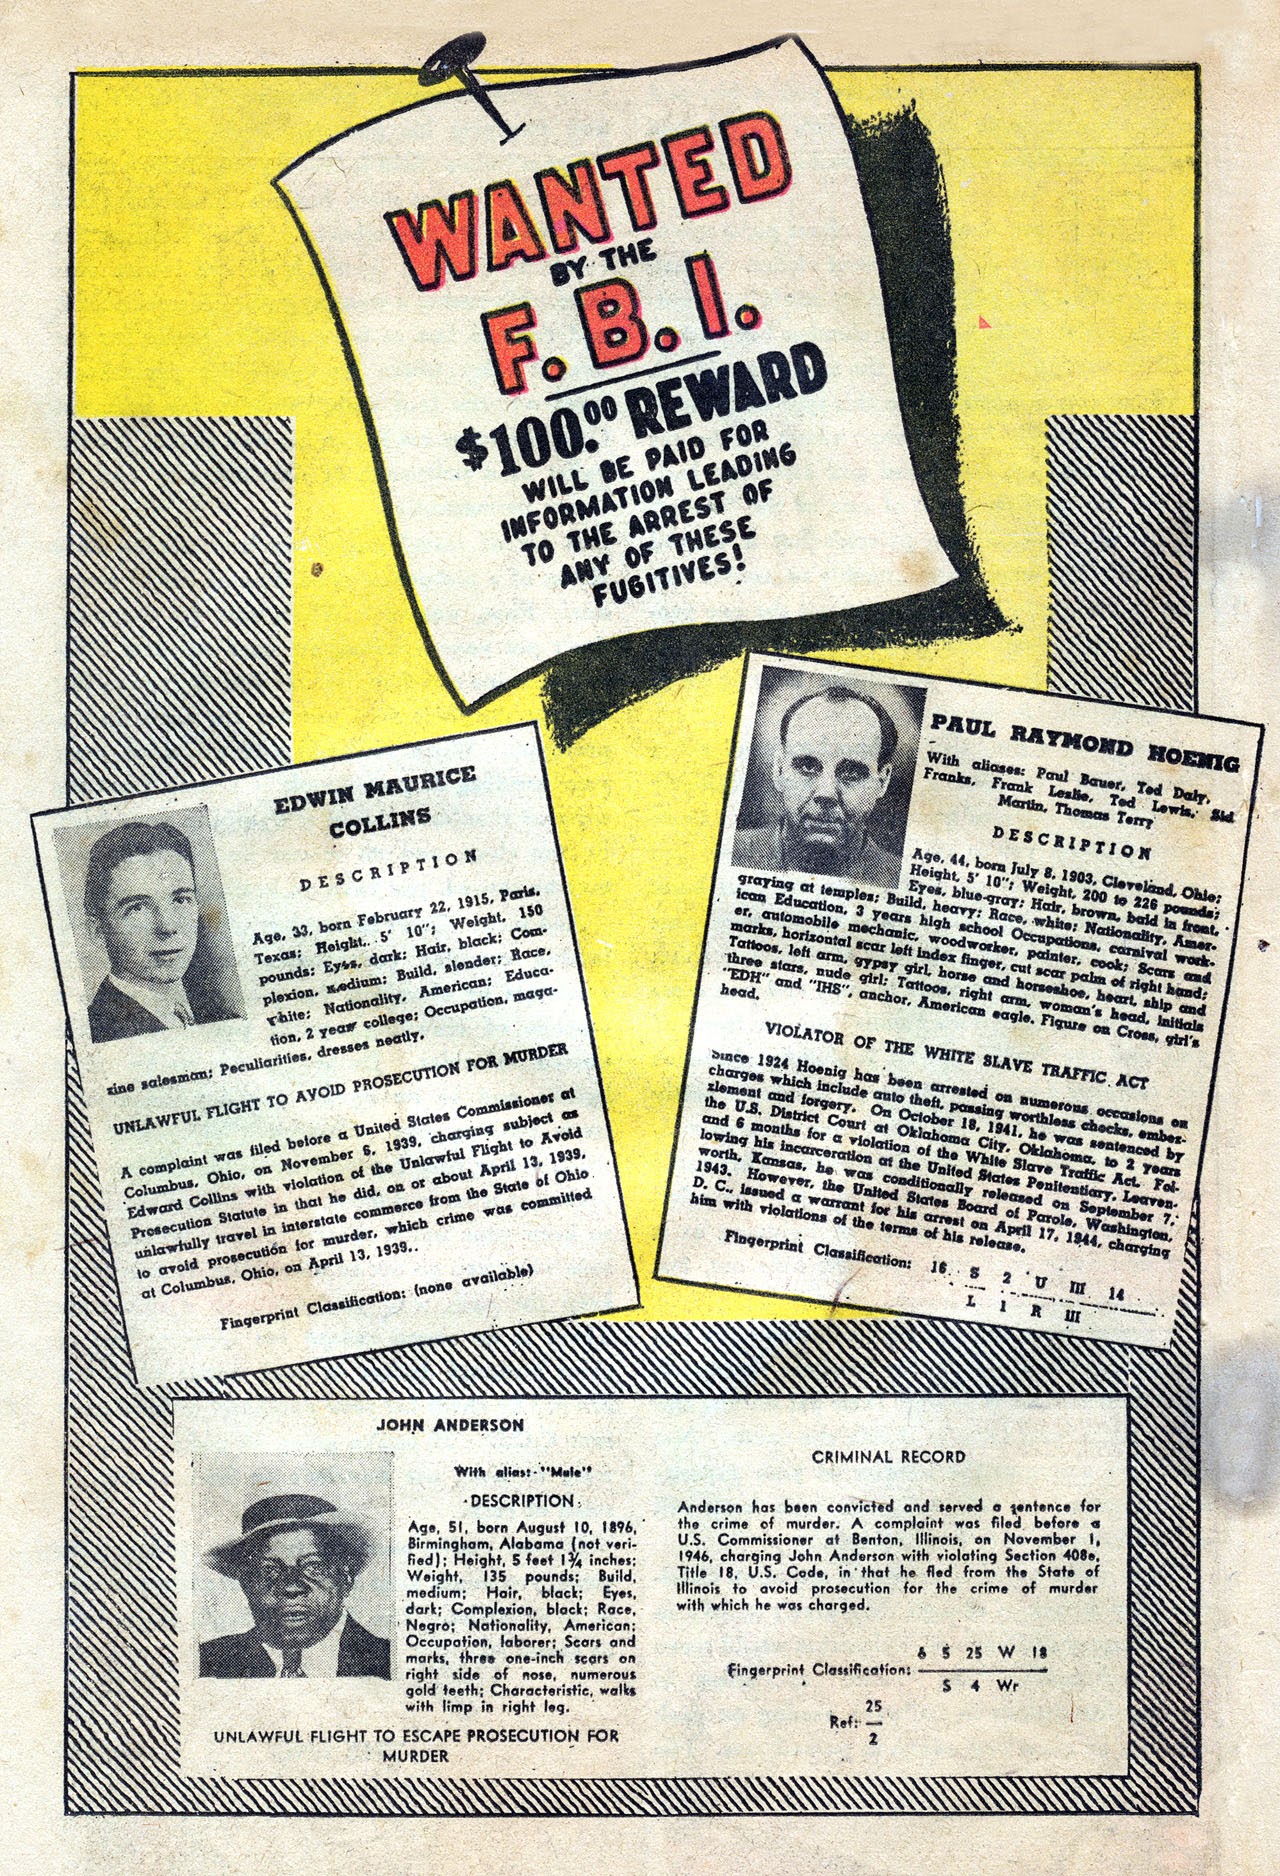 WANTED
BY THE
F. B. I.
$100.00 REWARD
WILL BE PAID FOR
INFORMATION LEADING
TO THE ARREST OF
ANY OF THESE
FUGITIVES!
EDWIN MAURICE
COLLINS
DESCRIPTION
Age, 33, born February 22, 1915, Paris,
Texas; Height, 5' 10"; Weight, 150
pounds; Eyes, dark; Hair, black; Com-
plexion, medium; Build, slender; Race,
white; Nationality, American; Educa-
tion, 2 years college; Occupation, maga-
zine salesman; Peculiarities, dresses neatly.
UNLAWFUL FLIGHT TO AVOID PROSECUTION FOR MURDER
A complaint was filed before a United States Commissioner at
Columbus, Ohio, on November 6, 1939, charging subject as
Edward Collins with violation of the Unlawful Flight to Avoid
Prosecution Statute in that he did, on or about April 13, 1939,
unlawfully travel in interstate commerce from the State of Ohio
to avoid prosecution for murder, which crime was committed
at Columbus, Ohio, on April 13, 1939..
Fingerprint Classification: (none available)
PAUL RAYMOND HOENIG
With aliases: Paul Bauer, Ted Daly,
Franks, Frank Leslie, Ted Lewis, Sid
Martin, Thomas Terry
DESCRIPTION
Age, 44, born July 8, 1903, Cleveland, Ohio;
Height, 5' 10"; Weight, 200 to 226 pounds;
Eyes, blue-gray; Hair, brown, bald in front,
graying at temples; Build, heavy; Race, white; Nationality, Amer-
ican Education, 3 years high school Occupations, carnival work-
er, automobile mechanic, woodworker, painter, cook; Scars and
marks, horizontal scar left index finger, cut scar palm of right hand;
Tattoos, left arm, gypsy girl, horse and horseshoe, heart, ship and
three stars, nude girl; Tattoos, right arm, woman's head, initials
"EDH" and "IHS", anchor, American eagle, Figure on Cross, girl's
head.
VIOLATOR OF THE WHITE SLAVE TRAFFIC ACT
Since 1924 Hoenig has been arrested on numerous occasions on
charges which include auto theft, passing worthless checks, embez-
zlement and forgery. On October 18, 1941, he was sentenced by
the U.S. District Court at Oklahoma City, Oklahoma, to 2 years
and 6 months for a violation of the White Slave Traffic Act. Fol-
lowing his incarceration at the United States Penitentiary, Leaven-
worth, Kansas, he was conditionally released on September 7,
1943. However, the United States Board of Parole, Washington,
D. C., issued a warrant for his arrest on April 17, 1944, charging
him with violations of the terms of his release.
Fingerprint Classification: 16 S 2 U III 14
L 1 R III
JOHN ANDERSON
With alias: "Mule"
DESCRIPTION
Age, 51, born August 10, 1896,
Birmingham, Alabama (not veri-
fied); Height, 5 feet 1¾ inches;
Weight, 135 pounds; Build,
medium; Hair, black; Eyes,
dark; Complexion, black; Race,
Negro; Nationality, American;
Occupation, laborer; Scars and
marks, three one-inch scars on
right side of nose, numerous
gold teeth; Characteristic, walks
with limp in right leg.
UNLAWFUL FLIGHT TO ESCAPE PROSECUTION FOR
MURDER
CRIMINAL RECORD
Anderson has been convicted and served a sentence for
the crime of murder. A complaint was filed before a
U.S. Commissioner at Benton, Illinois, on November 1,
1946, charging John Anderson with violating Section 408e,
Title 18, U.S. Code, in that he fled from the State of
Illinois to avoid prosecution for the crime of murder
with which he was charged.
6 S 25 W 18
Fingerprint Classification:
S 4 Wr
25
Ref:
2